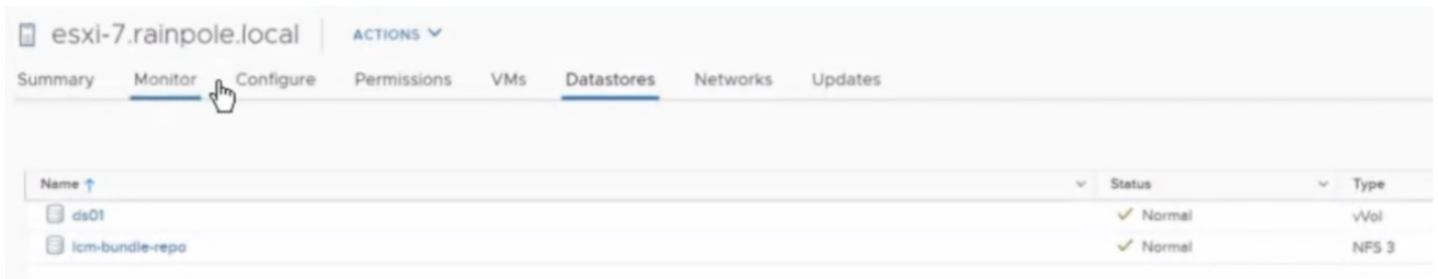 esxi-7.rainpole.local ACTIONS
Summary Monitor Configure Permissions VMs Datastores Networks Updates
Name Status Type
ds01 Normal vVol
lcm-bundle-repo Normal NFS 3